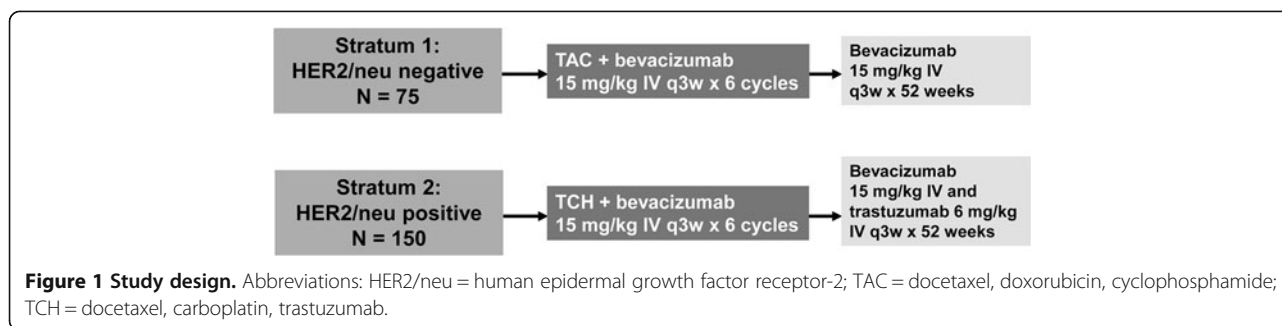 Stratum 1:
HER2/neu negative
N = 75
TAC + bevacizumab
15 mg/kg IV q3w x 6 cycles
Bevacizumab
15 mg/kg IV
q3w x 52 weeks
Stratum 2:
HER2/neu positive
N = 150
TCH + bevacizumab
15 mg/kg IV q3w x 6 cycles
Bevacizumab
15 mg/kg IV and
trastuzumab 6 mg/kg
IV q3w x 52 weeks
Figure 1 Study design. Abbreviations: HER2/neu = human epidermal growth factor receptor-2; TAC = docetaxel, doxorubicin, cyclophosphamide;
TCH = docetaxel, carboplatin, trastuzumab.